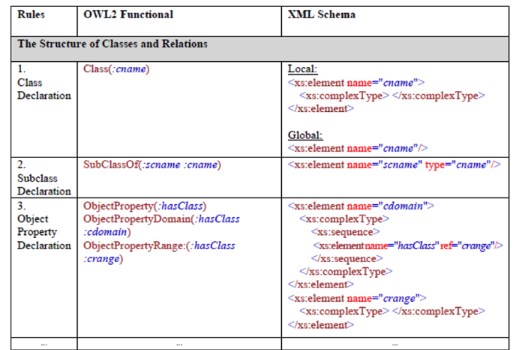 Rules OWL2 Functional XML Schema
The Structure of Classes and Relations
1.
Class
Declaration
Class(:cname)
Local:
<xs:element name="cname">
<xs:complexType> </xs:complexType>
</xs:element>
Global:
<xs:element name="cname"/>
2.
Subclass
Declaration
SubClassOf(:scname :cname)
<xs:element name="scname" type="cname"/>
3.
Object
Property
Declaration
ObjectProperty(:hasClass)
ObjectPropertyDomain(:hasClass
:cdomain)
ObjectPropertyRange:(:hasClass
:crange)
<xs:element name="cdomain">
<xs:complexType>
<xs:sequence>
<xs:elementname="hasClass" ref="crange"/>
</xs:sequence>
</xs:complexType>
</xs:element>
<xs:element name="crange">
<xs:complexType> </xs:complexType>
</xs:element>
... ... ...